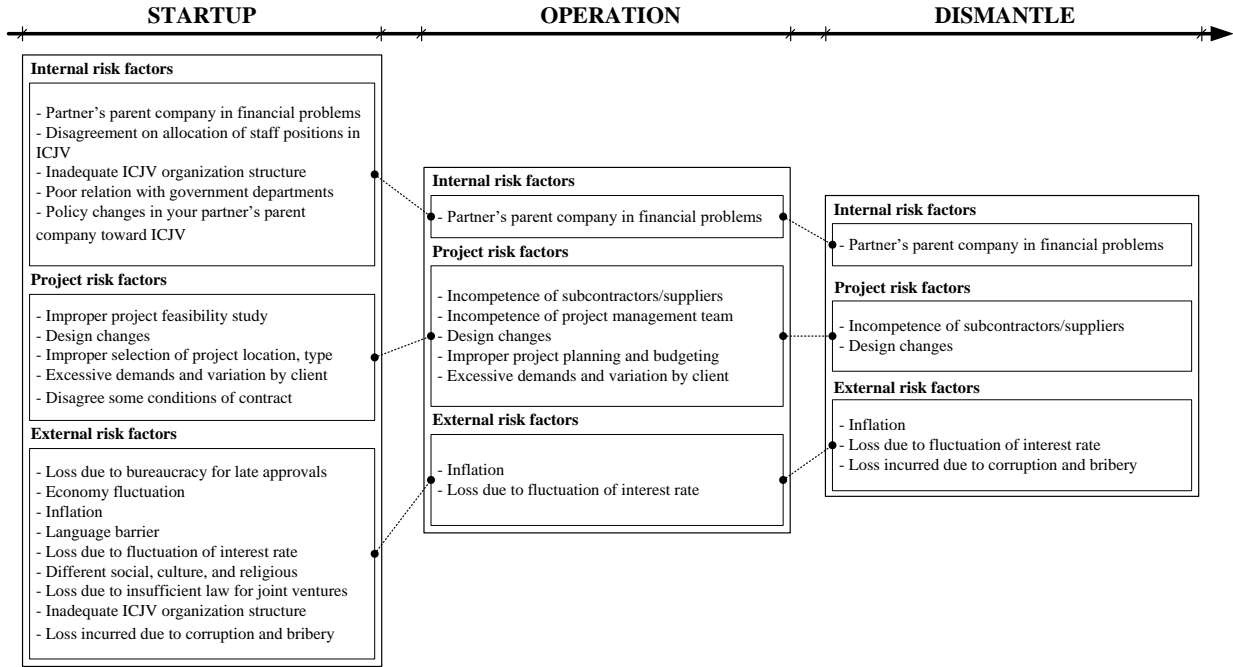 STARTUP
OPERATION
DISMANTLE
Internal risk factors
- Partner’s parent company in financial problems
- Disagreement on allocation of staff positions in
ICJV
- Inadequate ICJV organization structure
- Poor relation with government departments
- Policy changes in your partner’s parent
company toward ICJV
Project risk factors
- Improper project feasibility study
- Design changes
- Improper selection of project location, type
- Excessive demands and variation by client
- Disagree some conditions of contract
External risk factors
- Loss due to bureaucracy for late approvals
- Economy fluctuation
- Inflation
- Language barrier
- Loss due to fluctuation of interest rate
- Different social, culture, and religious
- Loss due to insufficient law for joint ventures
- Inadequate ICJV organization structure
- Loss incurred due to corruption and bribery
Internal risk factors
- Partner’s parent company in financial problems
Project risk factors
- Incompetence of subcontractors/suppliers
- Incompetence of project management team
- Design changes
- Improper project planning and budgeting
- Excessive demands and variation by client
External risk factors
- Inflation
- Loss due to fluctuation of interest rate
Internal risk factors
- Partner’s parent company in financial problems
Project risk factors
- Incompetence of subcontractors/suppliers
- Design changes
External risk factors
- Inflation
- Loss due to fluctuation of interest rate
- Loss incurred due to corruption and bribery